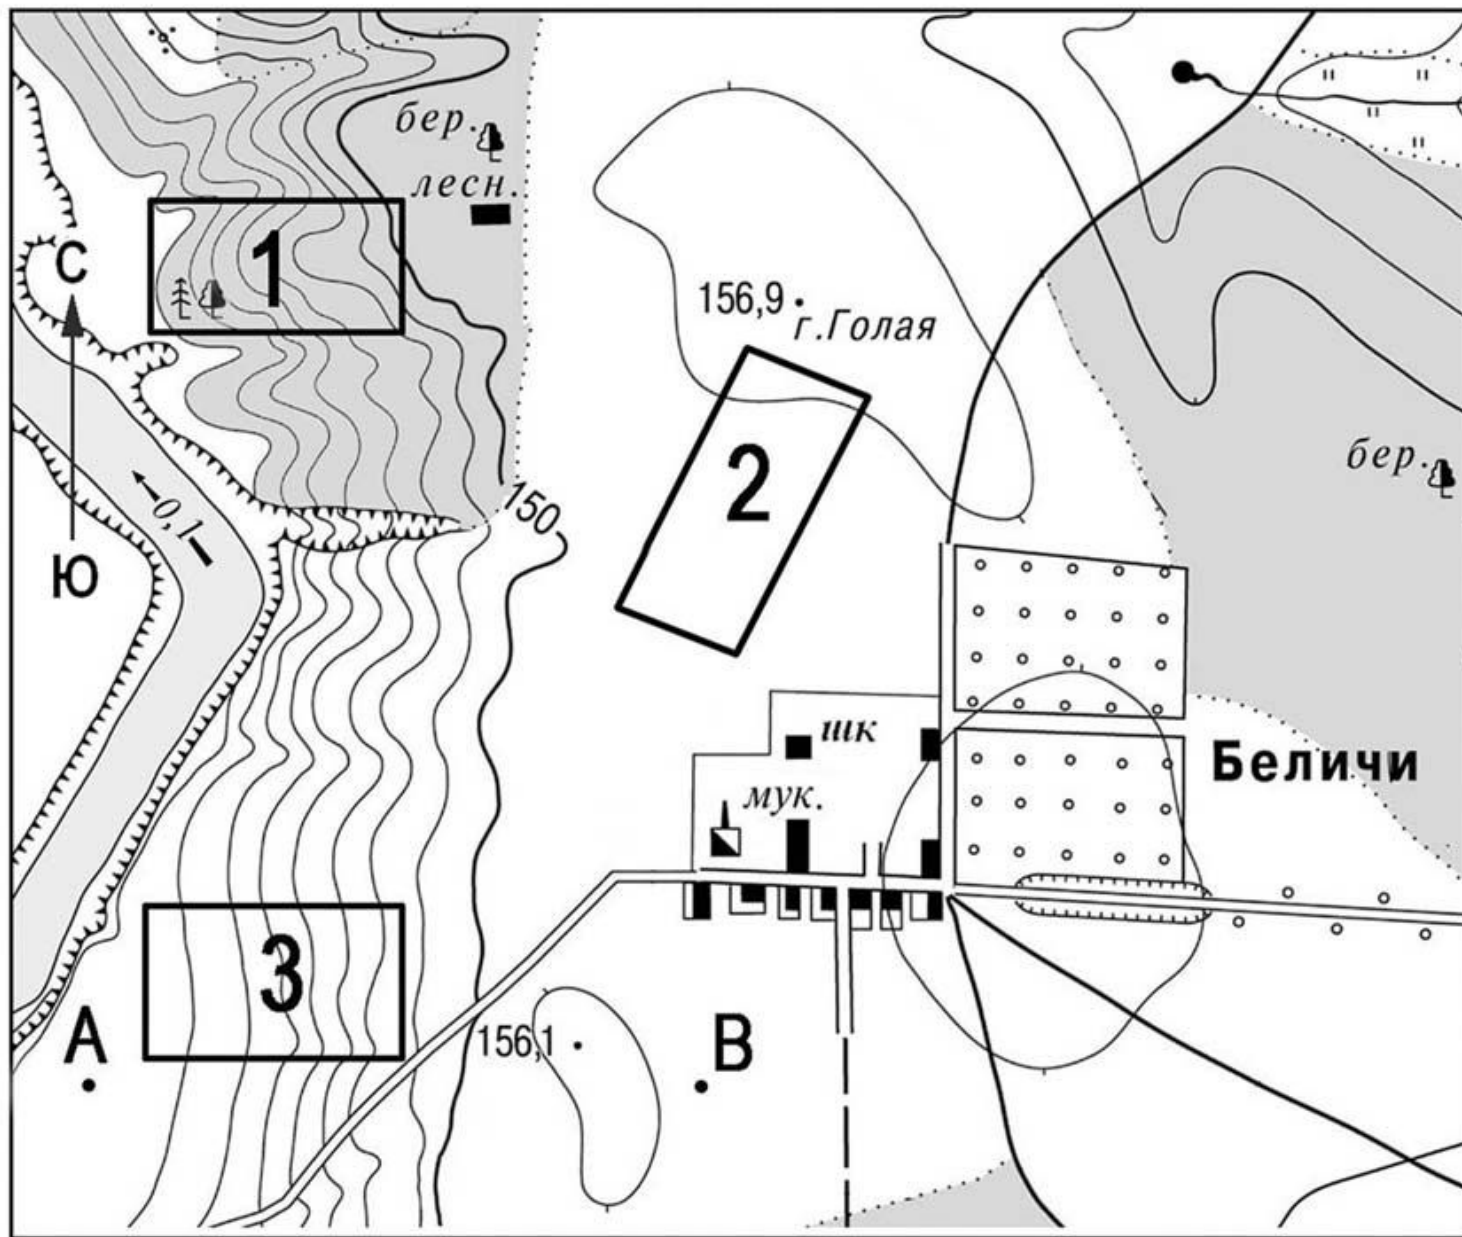 бер.
лесн.
С
1
156,9
г.Голая
2
бер.
150
0,1
Ю
шк
Беличи
мук.
3
А
156,1
В